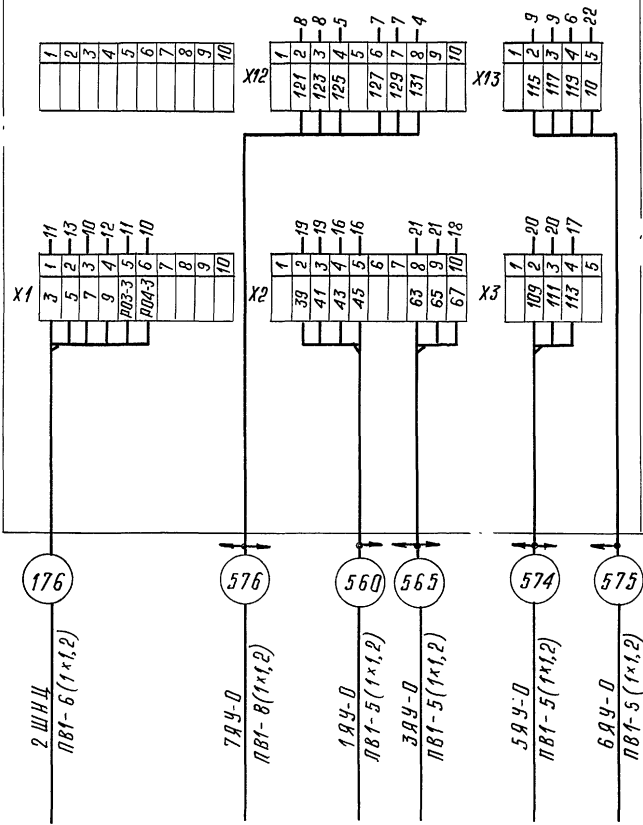 1 2 3 4 5 6 7 8 9 10
X12
1 2 3 4 5 6 7 8 9 10
121 123 125 127 129 131
8 8 5 7 7 4
X13
1 2 3 4 5
115 117 119 10
9 9 6 22
X1
1 2 3 4 5 6 7 8 9 10
3 5 7 9 Р03-3 Р04-3
11 13 10 12 11 10
X2
1 2 3 4 5 6 7 8 9 10
39 41 43 45 63 65 67
19 19 16 16 21 21 18
X3
1 2 3 4 5
109 111 113
20 20 17
176
576
560
565
574
575
2 ШНЦ
ПВ1-6(1×1,2)
7ЯУ-0
ПВ1-8(1×1,2)
1ЯУ-0
ПВ1-5(1×1,2)
3ЯУ-0
ПВ1-5(1×1,2)
5ЯУ-0
ПВ1-5(1×1,2)
6ЯУ-0
ПВ1-5(1×1,2)